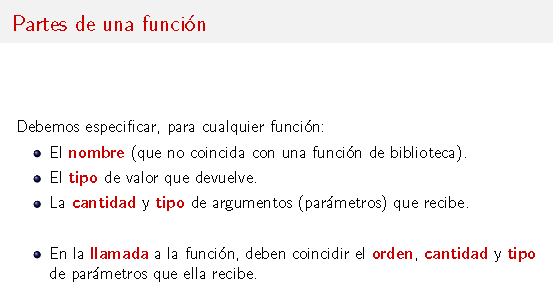 Partes de una función
Debemos especificar, para cualquier función:
El nombre (que no coincida con una función de biblioteca).
El tipo de valor que devuelve.
La cantidad y tipo de argumentos (parámetros) que recibe.
En la llamada a la función, deben coincidir el orden, cantidad y tipo
de parámetros que ella recibe.